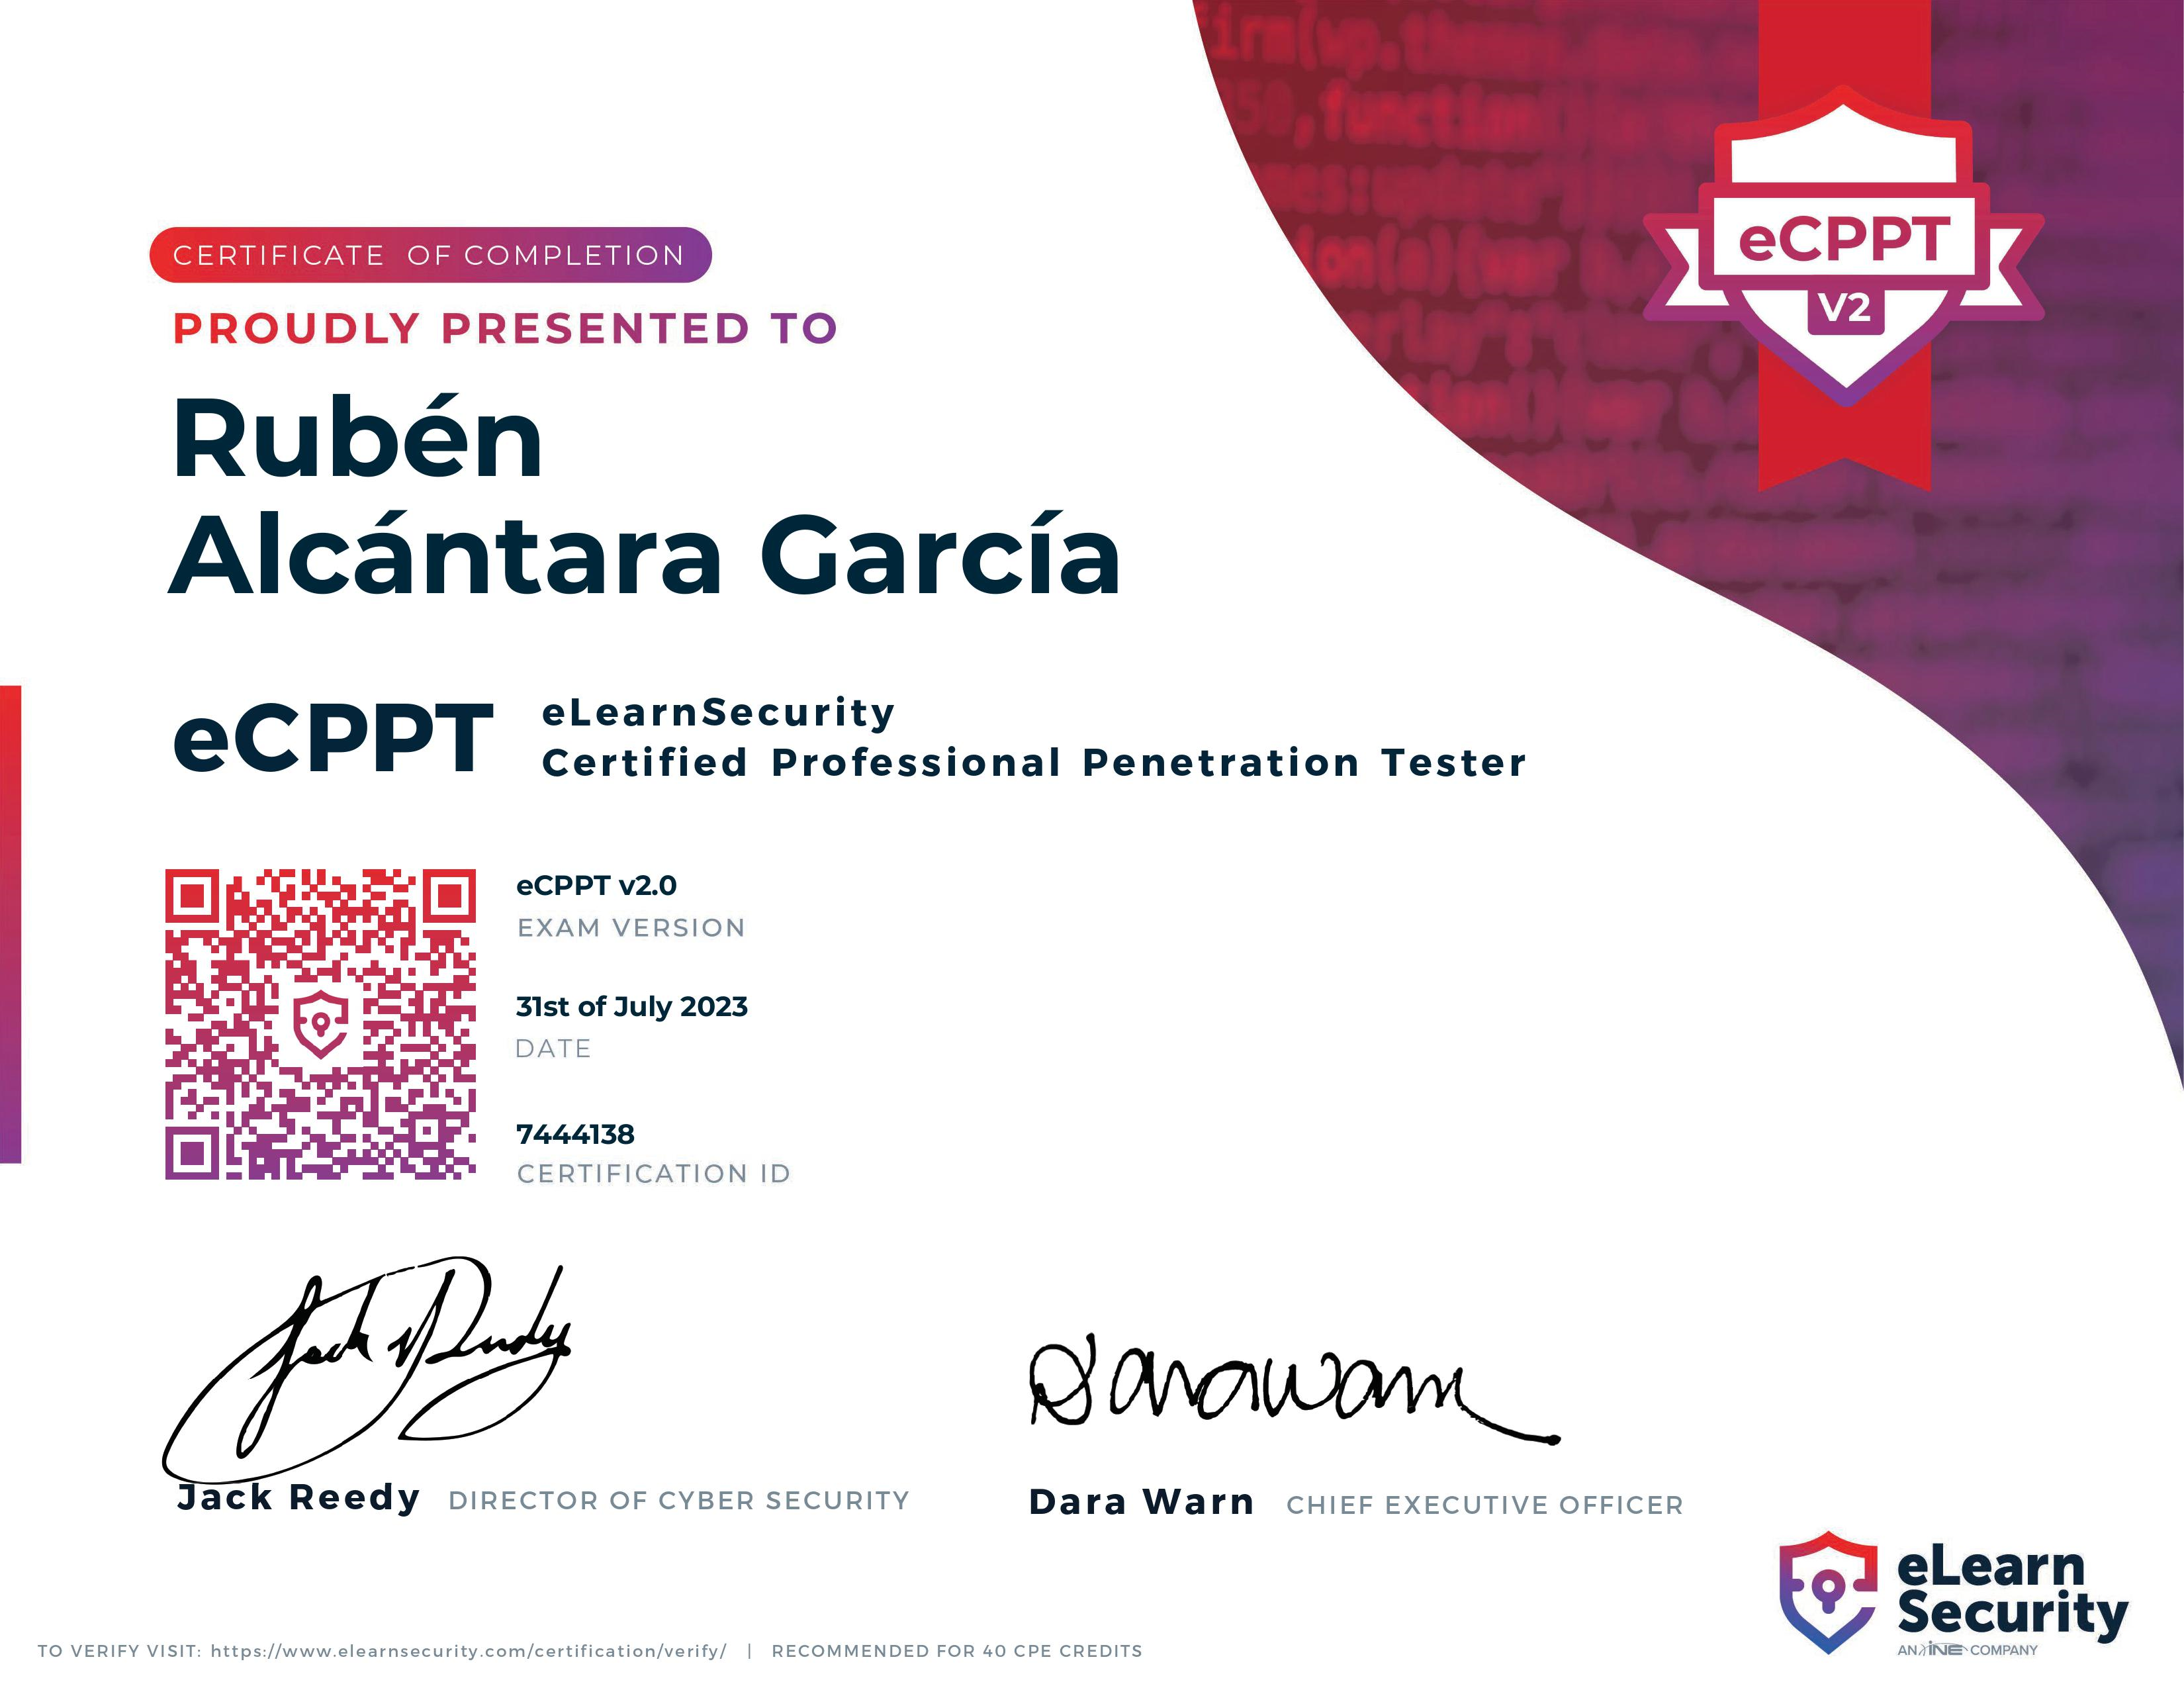 CERTIFICATE OF COMPLETION
PROUDLY PRESENTED TO
Rubén
Alcántara García
eCPPT
V2
eCPPT
eLearnSecurity
Certified Professional Penetration Tester
eCPPT v2.0
EXAM VERSION
31st of July 2023
DATE
7444138
CERTIFICATION ID
Jack Reedy DIRECTOR OF CYBER SECURITY
Dara Warn CHIEF EXECUTIVE OFFICER
eLearn
Security
AN INE COMPANY
TO VERIFY VISIT: https://www.elearnsecurity.com/certification/verify/ | RECOMMENDED FOR 40 CPE CREDITS